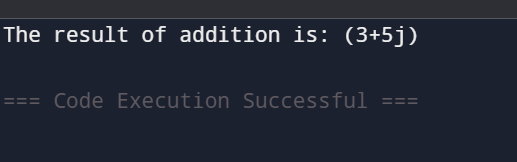 The result of addition is: (3+5j)
=== Code Execution Successful ===